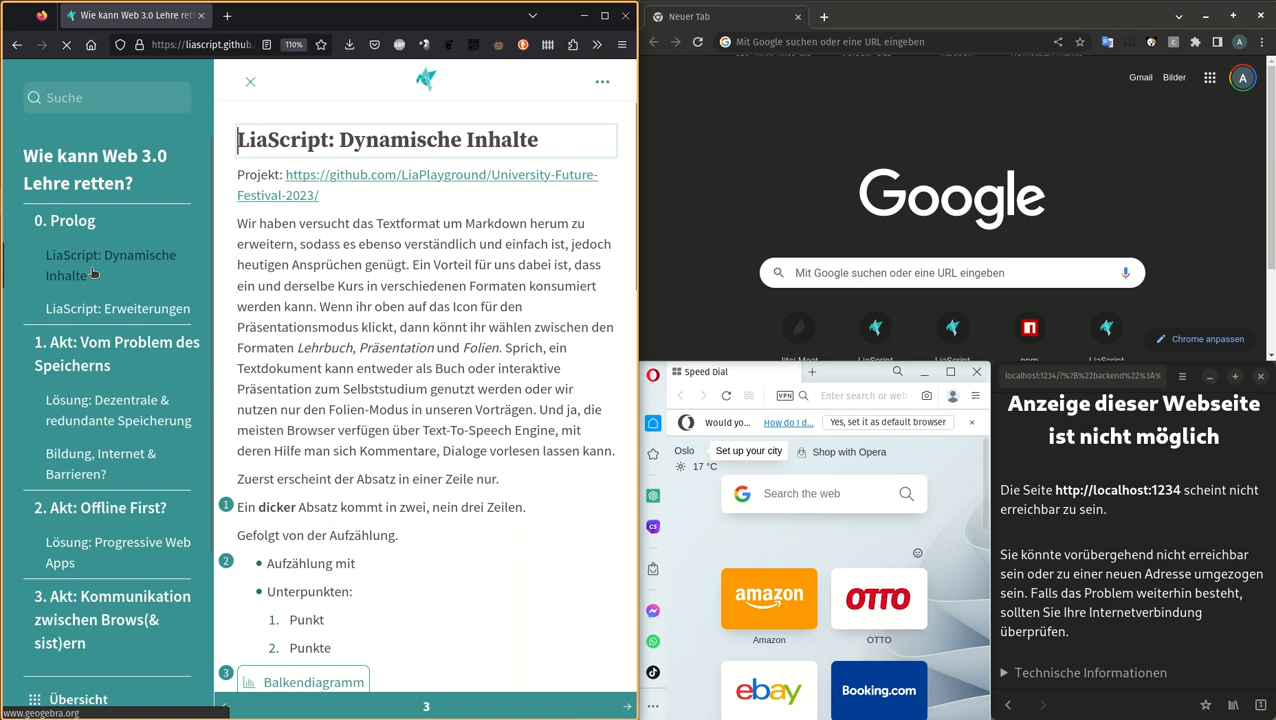 Wie kann Web 3.0 Lehre rett
https://liascript.github.
110%
Suche
Wie kann Web 3.0
Lehre retten?
0. Prolog
LiaScript: Dynamische
Inhalte
LiaScript: Erweiterungen
1. Akt: Vom Problem des
Speicherns
Lösung: Dezentrale &
redundante Speicherung
Bildung, Internet &
Barrieren?
2. Akt: Offline First?
Lösung: Progressive Web
Apps
3. Akt: Kommunikation
zwischen Brows(&
sist)ern
Übersicht
www.geogebra.org
LiaScript: Dynamische Inhalte
Projekt: https://github.com/LiaPlayground/University-Future-
Festival-2023/
Wir haben versucht das Textformat um Markdown herum zu
erweitern, sodass es ebenso verständlich und einfach ist, jedoch
heutigen Ansprüchen genügt. Ein Vorteil für uns dabei ist, dass
ein und derselbe Kurs in verschiedenen Formaten konsumiert
werden kann. Wenn ihr oben auf das Icon für den
Präsentationsmodus klickt, dann könnt ihr wählen zwischen den
Formaten Lehrbuch, Präsentation und Folien. Sprich, ein
Textdokument kann entweder als Buch oder interaktive
Präsentation zum Selbststudium genutzt werden oder wir
nutzen nur den Folien-Modus in unseren Vorträgen. Und ja, die
meisten Browser verfügen über Text-To-Speech Engine, mit
deren Hilfe man sich Kommentare, Dialoge vorlesen lassen kann.
Zuerst erscheint der Absatz in einer Zeile nur.
1 Ein dicker Absatz kommt in zwei, nein drei Zeilen.
Gefolgt von der Aufzählung.
2 • Aufzählung mit
• Unterpunkten:
1. Punkt
2. Punkte
3 Balkendiagramm
3
Neuer Tab
Mit Google suchen oder eine URL eingeben
A
Gmail Bilder A
Google
Mit Google suchen oder eine URL eingeben
Jitsi Meet LiaScript LiaScript npm LiaScript
Chrome anpassen
Speed Dial
VPN Enter search or web
Would yo... How do I d... Yes, set it as default browser
Oslo Set up your city Shop with Opera
17 °C
Search the web
CS
amazon OTTO
Amazon OTTO
ebay Booking.com
localhost:1234/?%7B%22backend%22%3A%
Anzeige dieser Webseite
ist nicht möglich
Die Seite http://localhost:1234 scheint nicht
erreichbar zu sein.
Sie könnte vorübergehend nicht erreichbar
sein oder zu einer neuen Adresse umgezogen
sein. Falls das Problem weiterhin besteht,
sollten Sie Ihre Internetverbindung
überprüfen.
Technische Informationen